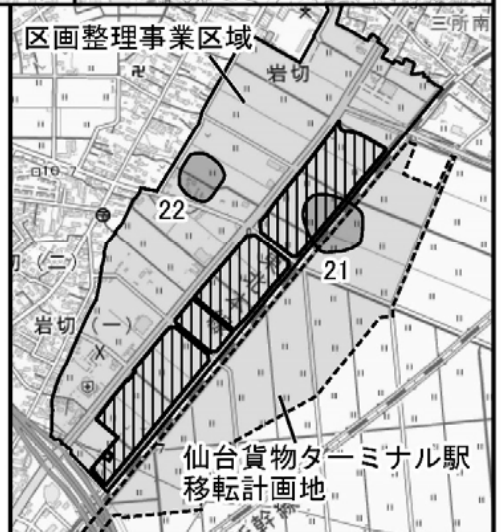 区画整理事業区域
三所南
岩切
22
21
岩切（一）
仙台貨物ターミナル駅
移転計画地